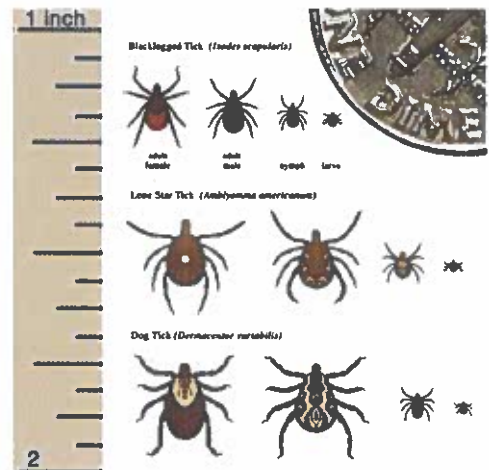 1 inch
Blacklegged Tick (Ixodes scapularis)
adult female
adult male
nymph
larva
Lone Star Tick (Amblyomma americanum)
Dog Tick (Dermacentor variabilis)
2
DIME